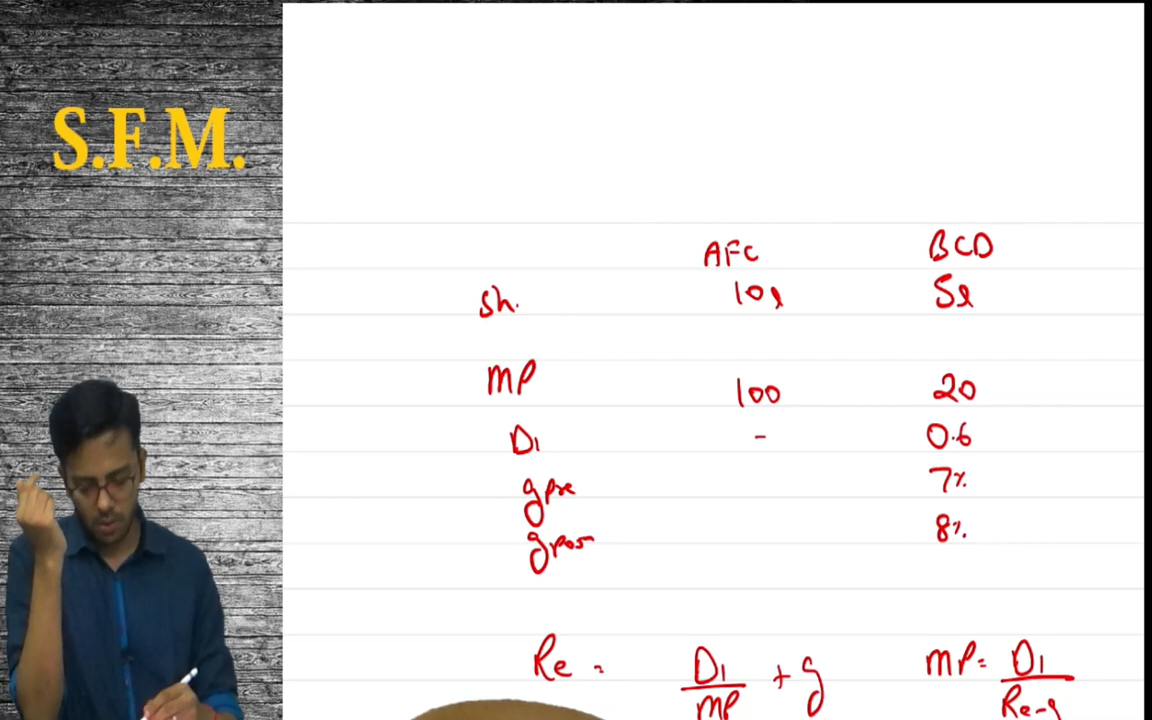 S.F.M.
AFC BCD
Sh. 10l 5l
MP 100 20
D1 - 0.6
gpre 7%
gpost 8%
Re = D1/MP + g MP = D1/Re-g